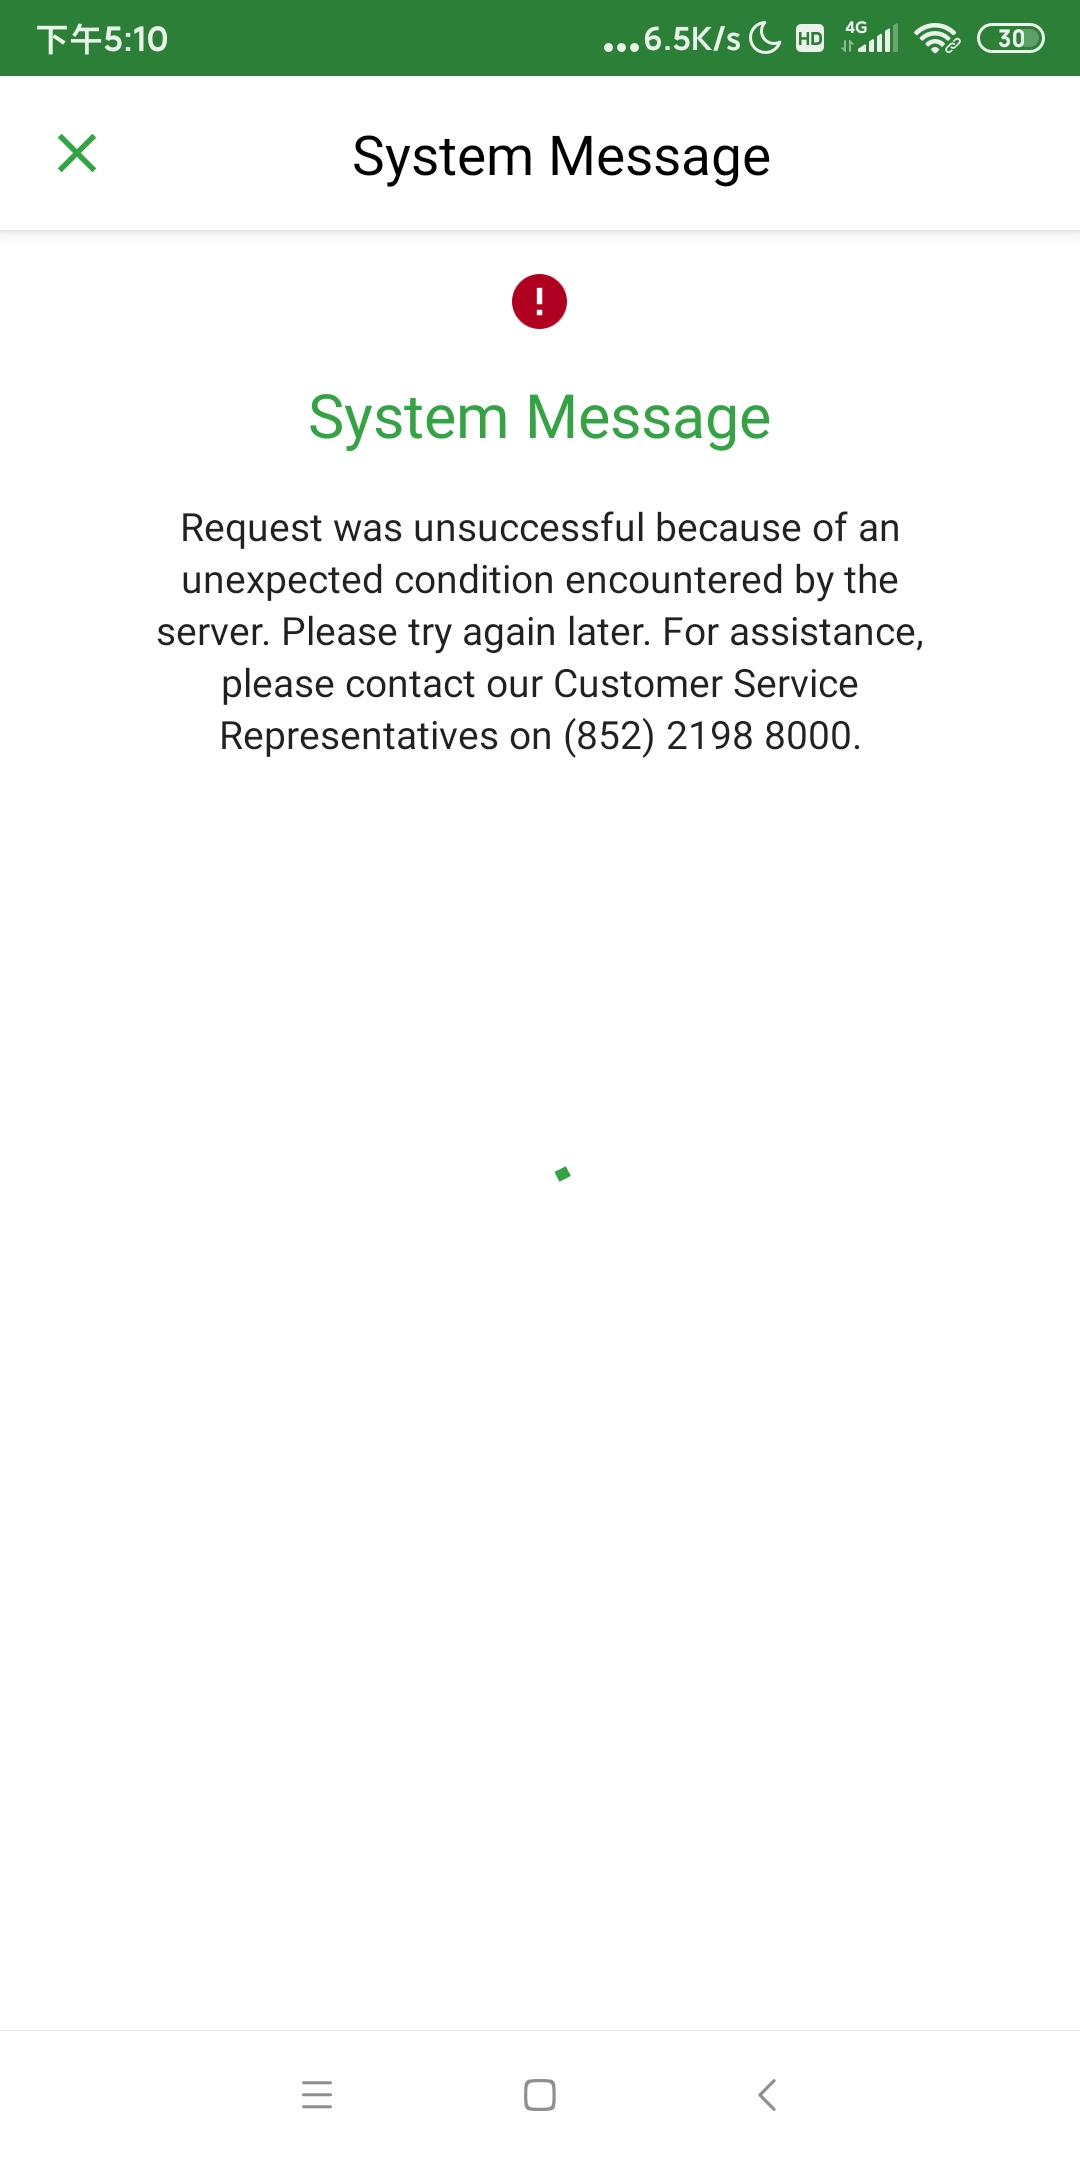 下午5:10
...6.5K/s HD 4G 30
System Message
System Message
Request was unsuccessful because of an
unexpected condition encountered by the
server. Please try again later. For assistance,
please contact our Customer Service
Representatives on (852) 2198 8000.